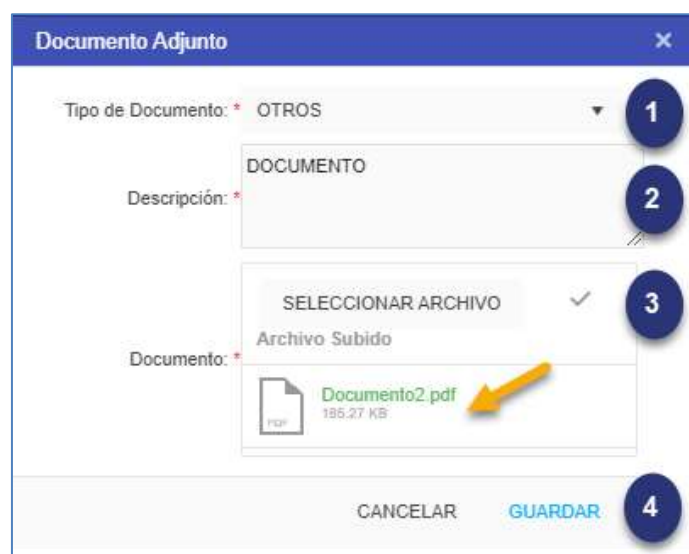 Documento Adjunto ×
Tipo de Documento: * OTROS 1
DOCUMENTO
Descripción: * 2
SELECCIONAR ARCHIVO 3
Archivo Subido
Documento: *
Documento2.pdf
185.27 KB
PDF
CANCELAR GUARDAR 4